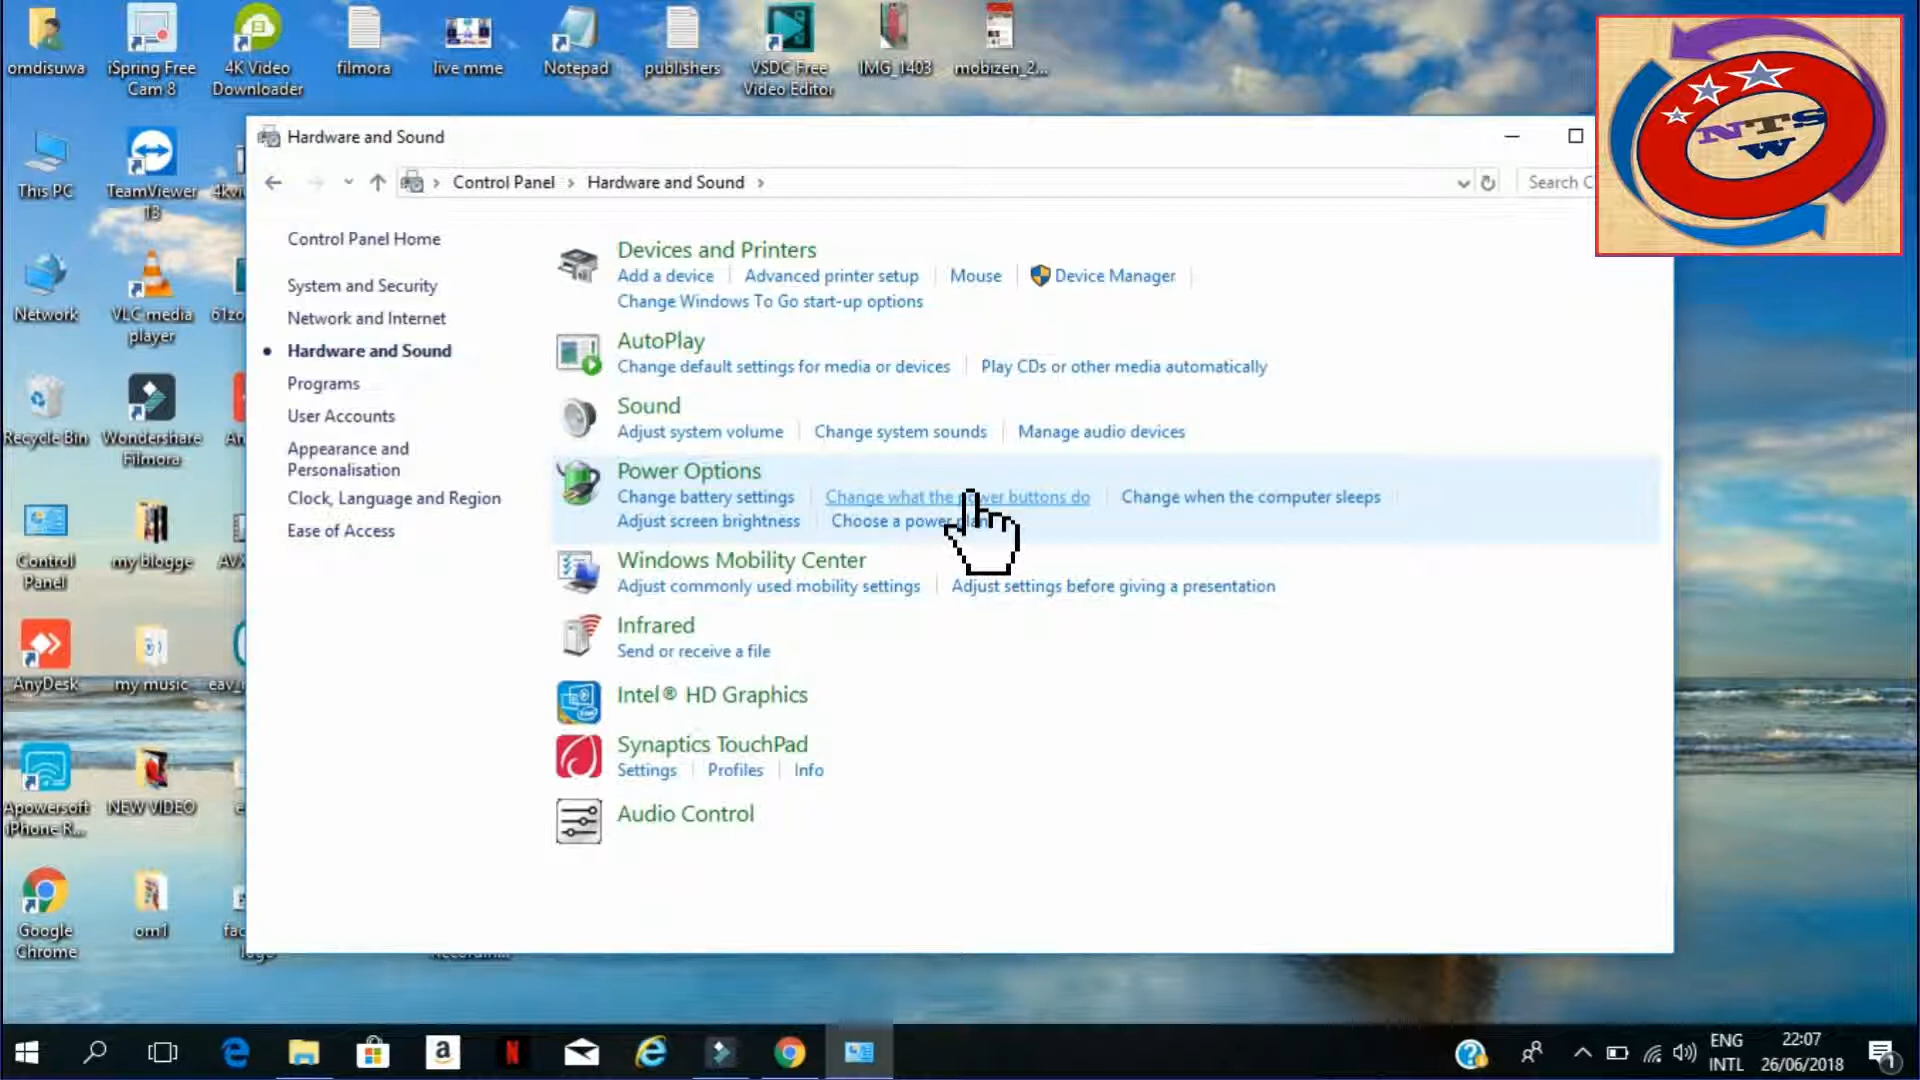 omdisuwa
iSpring Free
Cam 8
4K Video
Downloader
filmora
live mme
Notepad
publishers
VSDC Free
Video Editor
IMG_1403
mobizen_2...
NTS
W
Hardware and Sound
Control Panel
Hardware and Sound
This PC
TeamViewer
13
Network
VLC media
player
Recycle Bin
Wondershare
Filmora
Control
Panel
my blogge
AnyDesk
my music
Apowersoft
iPhone R...
NEW VIDEO
Google
Chrome
om1
Control Panel Home
System and Security
Network and Internet
Hardware and Sound
Programs
User Accounts
Appearance and
Personalisation
Clock, Language and Region
Ease of Access
Devices and Printers
Add a device Advanced printer setup Mouse Device Manager
Change Windows To Go start-up options
AutoPlay
Change default settings for media or devices Play CDs or other media automatically
Sound
Adjust system volume Change system sounds Manage audio devices
Power Options
Change battery settings Change what the power buttons do Change when the computer sleeps
Adjust screen brightness Choose a power plan
Windows Mobility Center
Adjust commonly used mobility settings Adjust settings before giving a presentation
Infrared
Send or receive a file
Intel® HD Graphics
Synaptics TouchPad
Settings Profiles Info
Audio Control
ENG
INTL
22:07
26/06/2018
1